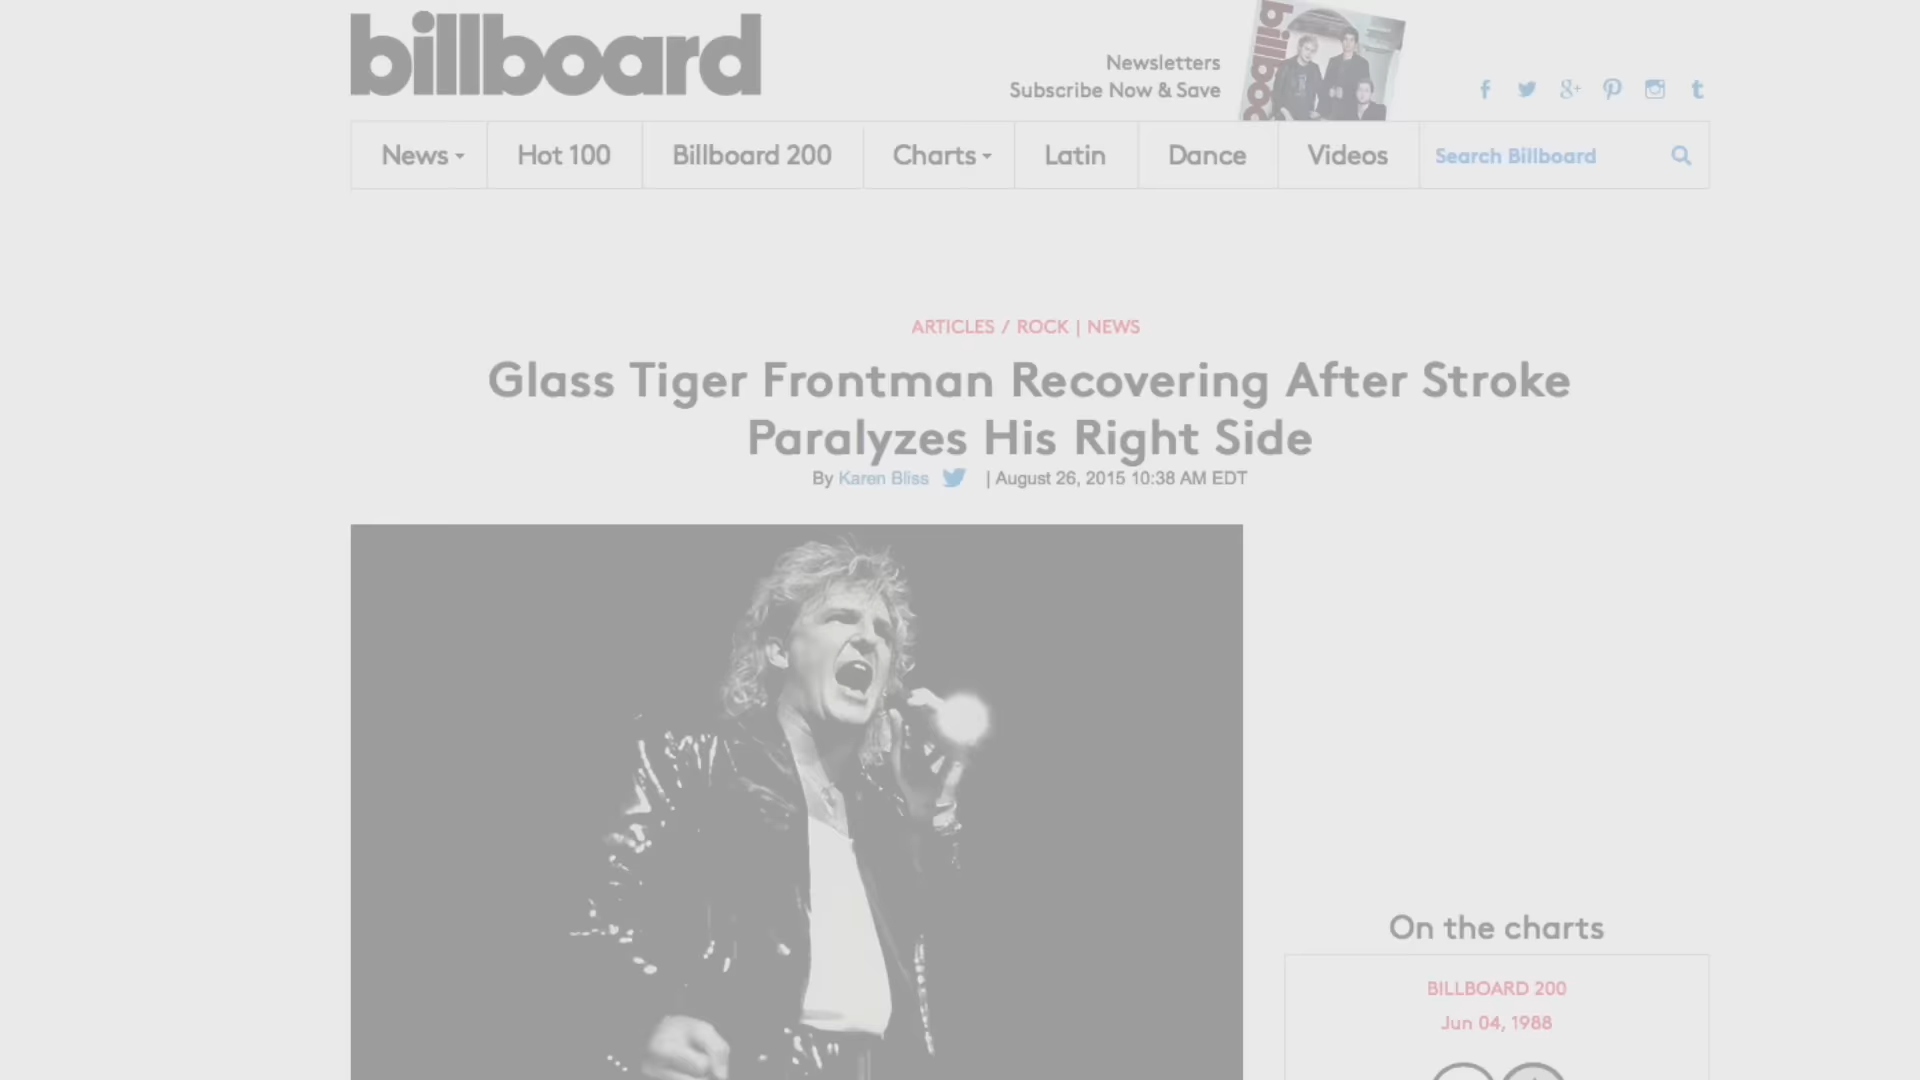 billboard
Newsletters
Subscribe Now & Save
billboa
News
Hot 100
Billboard 200
Charts
Latin
Dance
Videos
Search Billboard
ARTICLES / ROCK | NEWS
Glass Tiger Frontman Recovering After Stroke
Paralyzes His Right Side
By Karen Bliss | August 26, 2015 10:38 AM EDT
On the charts
BILLBOARD 200
Jun 04, 1988